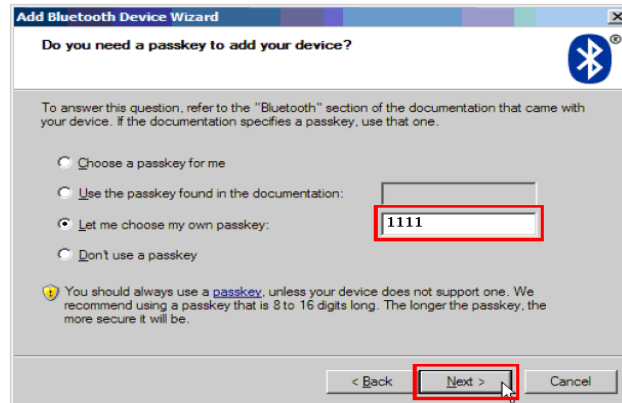 Add Bluetooth Device Wizard
Do you need a passkey to add your device?
®
To answer this question, refer to the "Bluetooth" section of the documentation that came with
your device. If the documentation specifies a passkey, use that one.
Choose a passkey for me
Use the passkey found in the documentation:
Let me choose my own passkey: 1111
Don't use a passkey
You should always use a passkey, unless your device does not support one. We
recommend using a passkey that is 8 to 16 digits long. The longer the passkey, the
more secure it will be.
< Back Next > Cancel